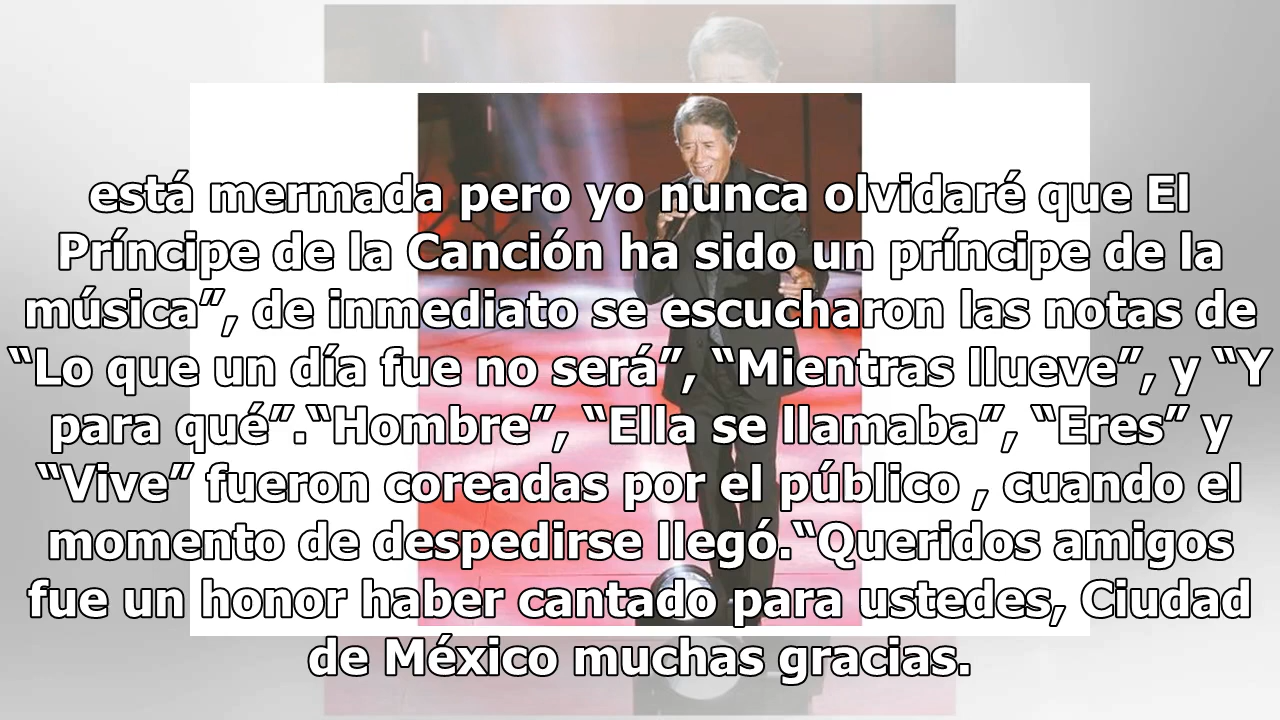 está mermada pero yo nunca olvidaré que El
Príncipe de la Canción ha sido un príncipe de la
música”, de inmediato se escucharon las notas de
“Lo que un día fue no será”, “Mientras llueve”, y “Y
para qué”.“Hombre”, “Ella se llamaba”, “Eres” y
“Vive” fueron coreadas por el público , cuando el
momento de despedirse llegó.“Queridos amigos
fue un honor haber cantado para ustedes, Ciudad
de México muchas gracias.